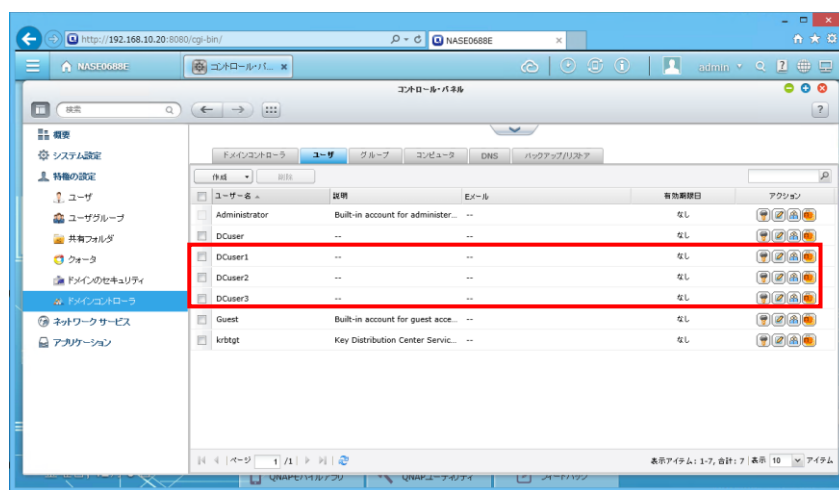 http://192.168.10.20:8080/cgi-bin/
NASE0688E
NASE0688E
コントロール・パ...
admin
コントロール・パネル
検索
概要
システム設定
特権の設定
ユーザ
ユーザグループ
共有フォルダ
クォータ
ドメインのセキュリティ
ドメインコントローラ
ネットワーク サービス
アプリケーション
ドメインコントローラ ユーザ グループ コンピュータ DNS バックアップ/リストア
作成 削除
ユーザー名 説明 Eメール 有効期限日 アクション
Administrator Built-in account for administer... -- なし
DCuser -- -- なし
DCuser1 -- -- なし
DCuser2 -- -- なし
DCuser3 -- -- なし
Guest Built-in account for guest acce... -- なし
krbtgt Key Distribution Center Servic... -- なし
ページ 1 /1
表示アイテム: 1-7, 合計: 7 表示 10 アイテム
QNAPモバイルアプリ QNAPユーティリティ フィードバック